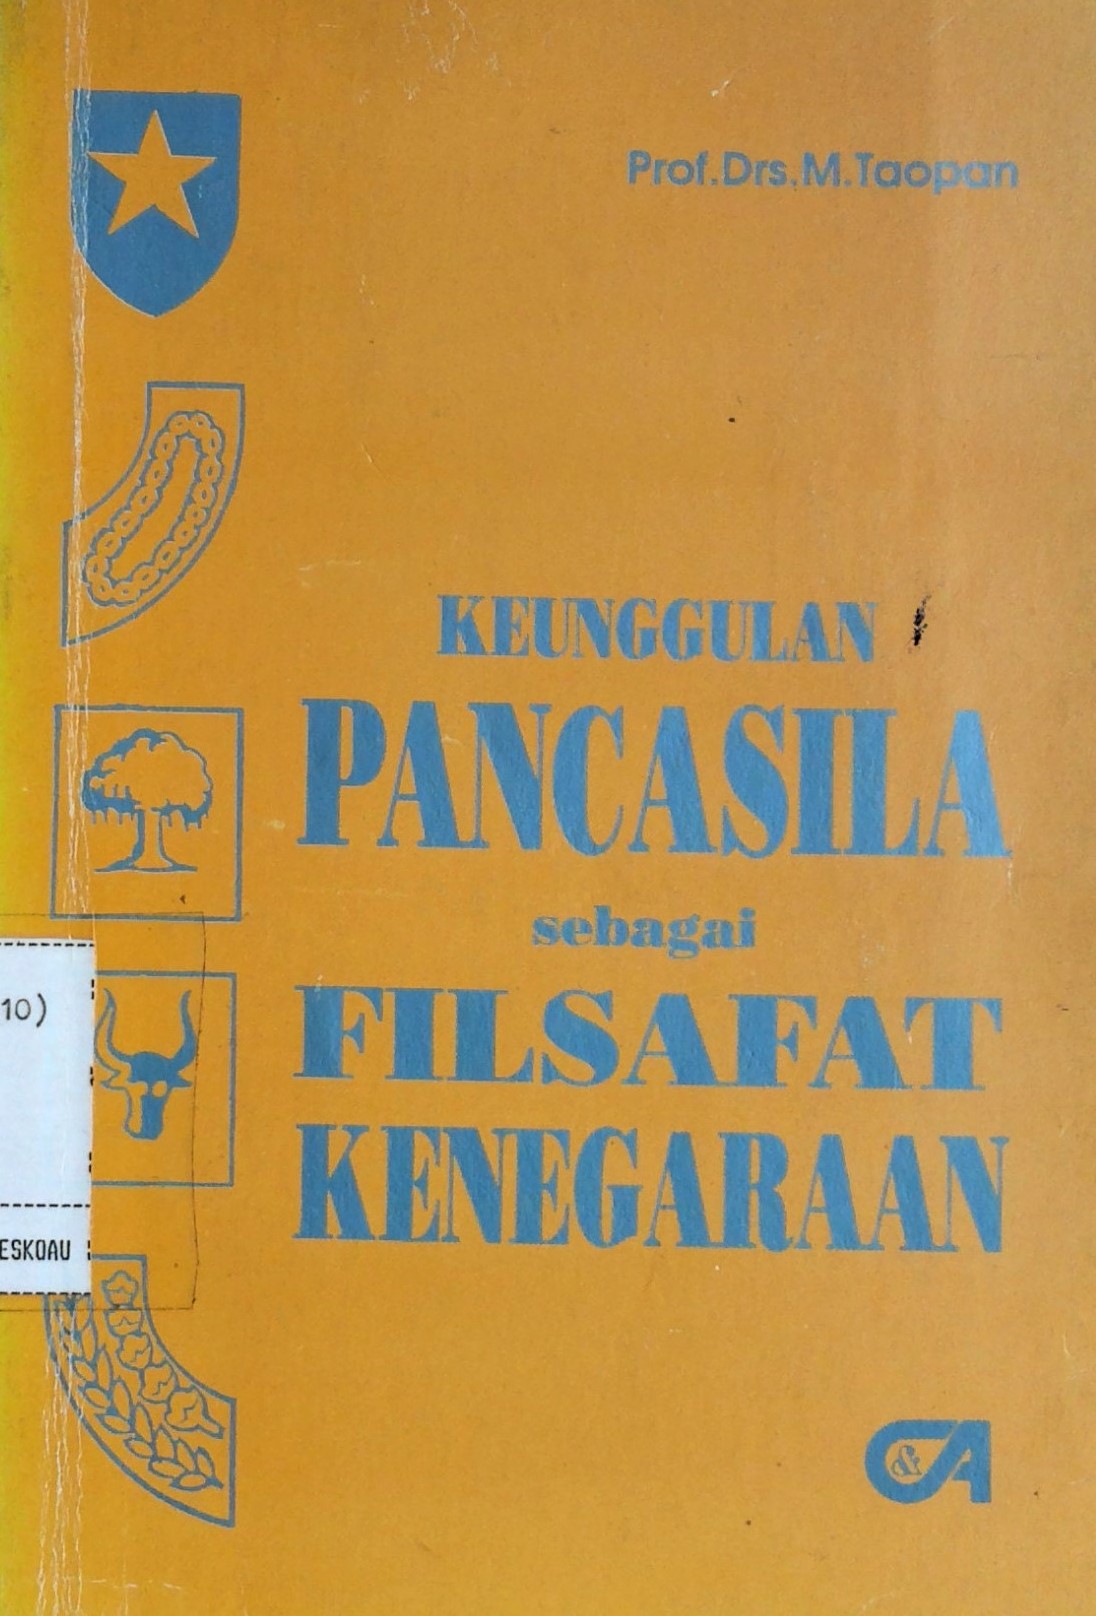 Prof.Drs.M.Taopan
KEUNGGULAN
PANCASILA
sebagai
FILSAFAT
KENEGARAAN
10)
ESKOAU
&A